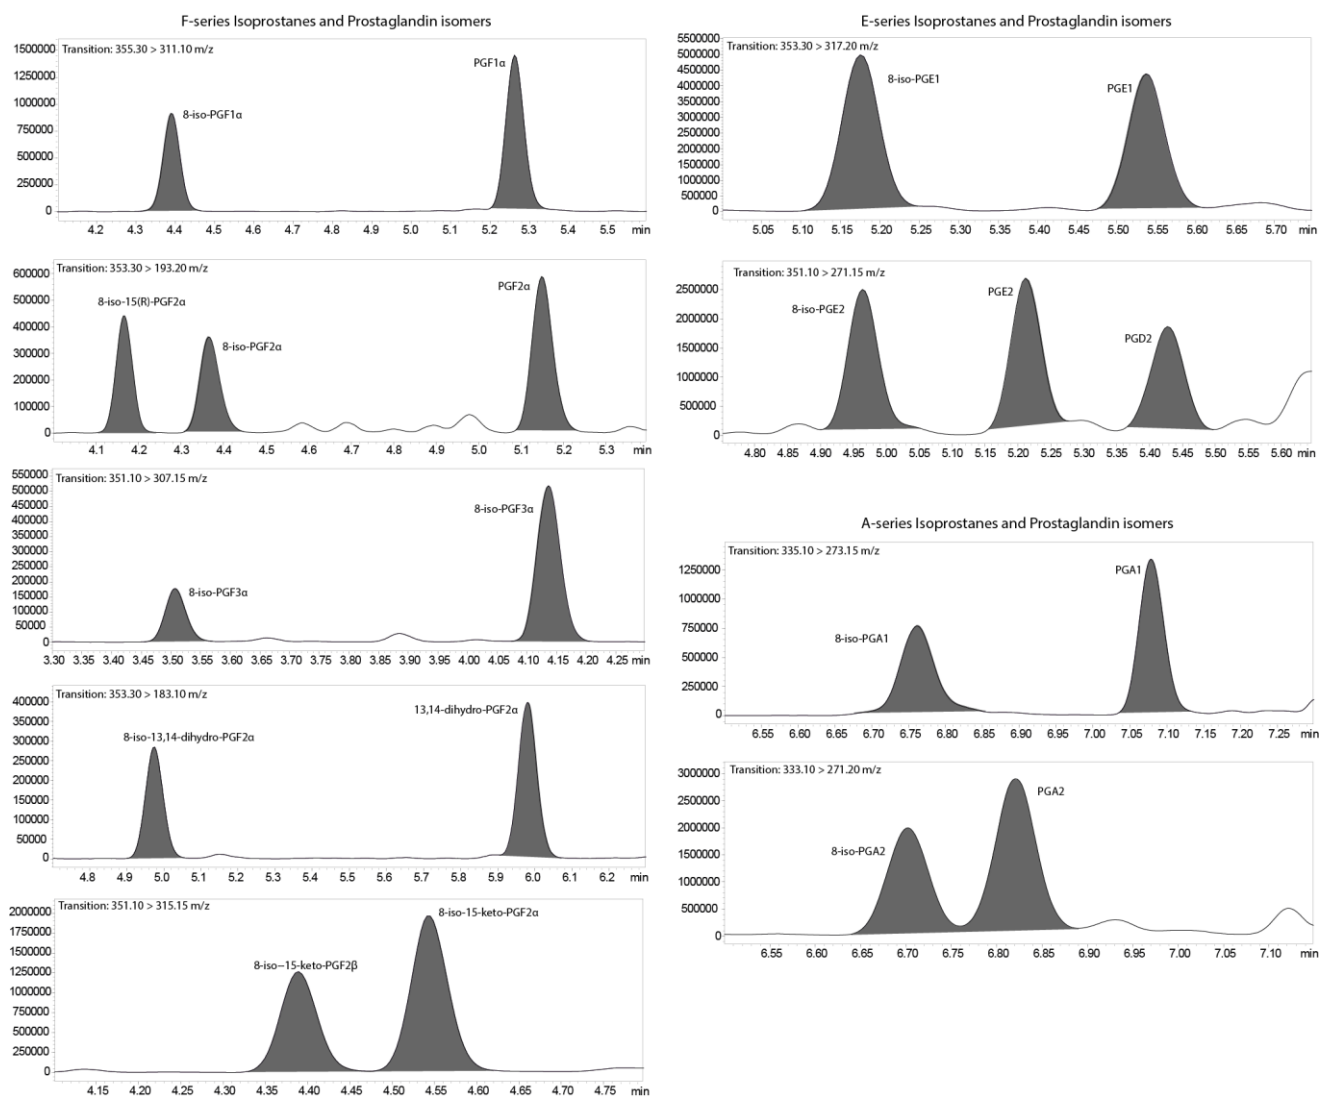 F-series Isoprostanes and Prostaglandin isomers
Transition: 355.30 > 311.10 m/z
1500000
1250000
1000000
750000
500000
250000
0
8-iso-PGF1α
PGF1α
4.2 4.3 4.4 4.5 4.6 4.7 4.8 4.9 5.0 5.1 5.2 5.3 5.4 5.5 min
Transition: 353.30 > 193.20 m/z
600000
500000
400000
300000
200000
100000
0
8-iso-15(R)-PGF2α
8-iso-PGF2α
PGF2α
4.1 4.2 4.3 4.4 4.5 4.6 4.7 4.8 4.9 5.0 5.1 5.2 5.3 min
Transition: 351.10 > 307.15 m/z
550000
500000
450000
400000
350000
300000
250000
200000
150000
100000
50000
0
8-iso-PGF3α
8-iso-PGF3α
3.30 3.35 3.40 3.45 3.50 3.55 3.60 3.65 3.70 3.75 3.80 3.85 3.90 3.95 4.00 4.05 4.10 4.15 4.20 4.25 min
Transition: 353.30 > 183.10 m/z
400000
350000
300000
250000
200000
150000
100000
50000
0
8-iso-13,14-dihydro-PGF2α
13,14-dihydro-PGF2α
4.8 4.9 5.0 5.1 5.2 5.3 5.4 5.5 5.6 5.7 5.8 5.9 6.0 6.1 6.2 min
Transition: 351.10 > 315.15 m/z
2000000
1750000
1500000
1250000
1000000
750000
500000
250000
0
8-iso–15-keto-PGF2β
8-iso-15-keto-PGF2α
4.15 4.20 4.25 4.30 4.35 4.40 4.45 4.50 4.55 4.60 4.65 4.70 4.75 min
E-series Isoprostanes and Prostaglandin isomers
Transition: 353.30 > 317.20 m/z
5500000
5000000
4500000
4000000
3500000
3000000
2500000
2000000
1500000
1000000
500000
0
8-iso-PGE1
PGE1
5.05 5.10 5.15 5.20 5.25 5.30 5.35 5.40 5.45 5.50 5.55 5.60 5.65 5.70 min
Transition: 351.10 > 271.15 m/z
2500000
2000000
1500000
1000000
500000
0
8-iso-PGE2
PGE2
PGD2
4.80 4.85 4.90 4.95 5.00 5.05 5.10 5.15 5.20 5.25 5.30 5.35 5.40 5.45 5.50 5.55 5.60 min
A-series Isoprostanes and Prostaglandin isomers
Transition: 335.10 > 273.15 m/z
1250000
1000000
750000
500000
250000
0
8-iso-PGA1
PGA1
6.55 6.60 6.65 6.70 6.75 6.80 6.85 6.90 6.95 7.00 7.05 7.10 7.15 7.20 7.25 min
Transition: 333.10 > 271.20 m/z
3000000
2500000
2000000
1500000
1000000
500000
0
8-iso-PGA2
PGA2
6.55 6.60 6.65 6.70 6.75 6.80 6.85 6.90 6.95 7.00 7.05 7.10 min